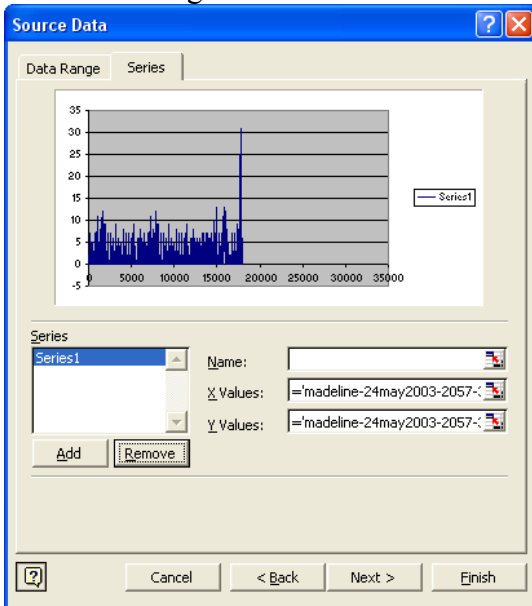 Source Data
Data Range Series
35
30
25
20
15
10
5
0
-5
0 5000 10000 15000 20000 25000 30000 35000
Series1
Series
Series1
Name:
X Values: ='madeline-24may2003-2057-
Y Values: ='madeline-24may2003-2057-
Add Remove
Cancel < Back Next > Finish